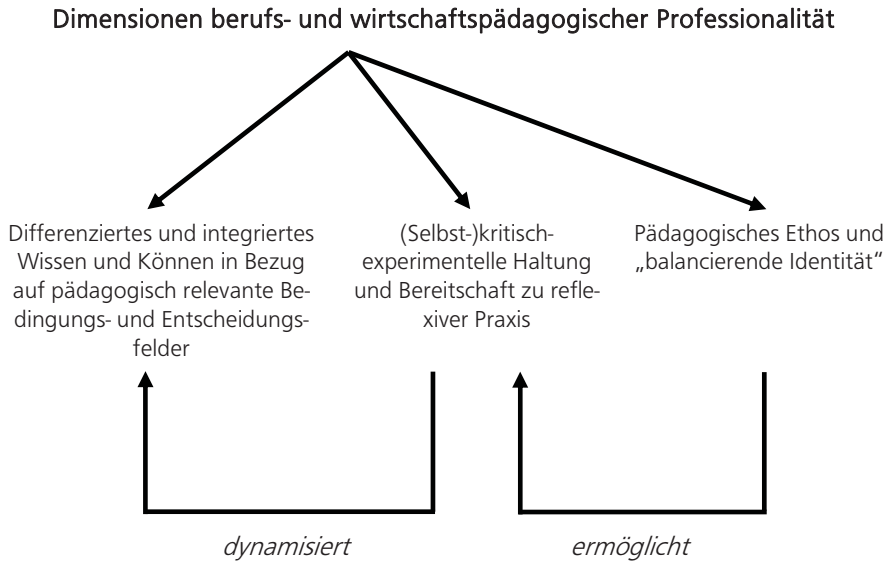 Dimensionen berufs- und wirtschaftspädagogischer Professionalität
Differenziertes und integriertes
Wissen und Können in Bezug
auf pädagogisch relevante Be-
dingungs- und Entscheidungs-
felder
(Selbst-)kritisch-
experimentelle Haltung
und Bereitschaft zu refle-
xiver Praxis
Pädagogisches Ethos und
„balancierende Identität“
dynamisiert
ermöglicht